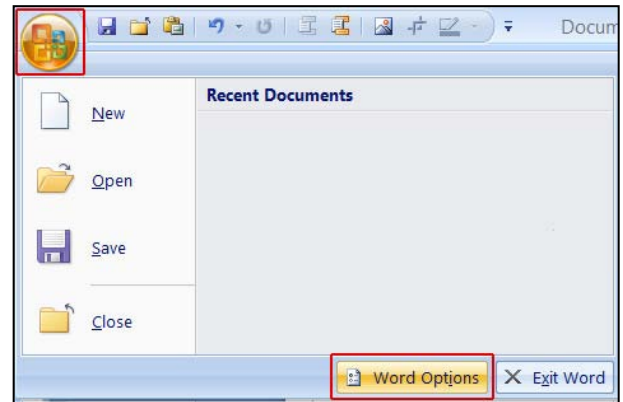 Docum
Recent Documents
New
Open
Save
Close
Word Options
Exit Word